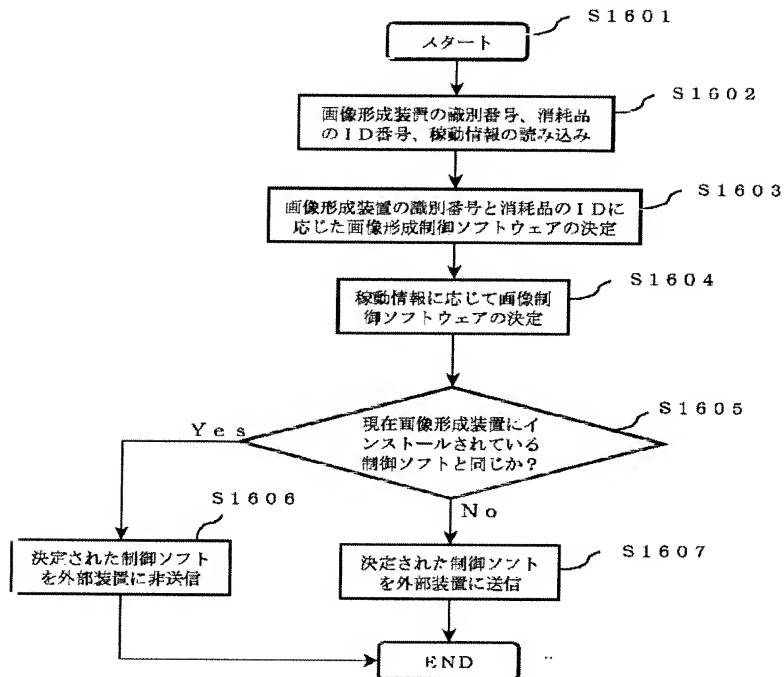 S1601
スタート
S1602
画像形成装置の識別番号、消耗品
のID番号、稼動情報の読み込み
S1603
画像形成装置の識別番号と消耗品のIDに
応じた画像形成制御ソフトウェアの決定
S1604
稼動情報に応じて画像制
御ソフトウェアの決定
S1605
現在画像形成装置にイ
ンストールされている
制御ソフトと同じか？
Yes
No
S1606
決定された制御ソフト
を外部装置に非送信
S1607
決定された制御ソフト
を外部装置に送信
END